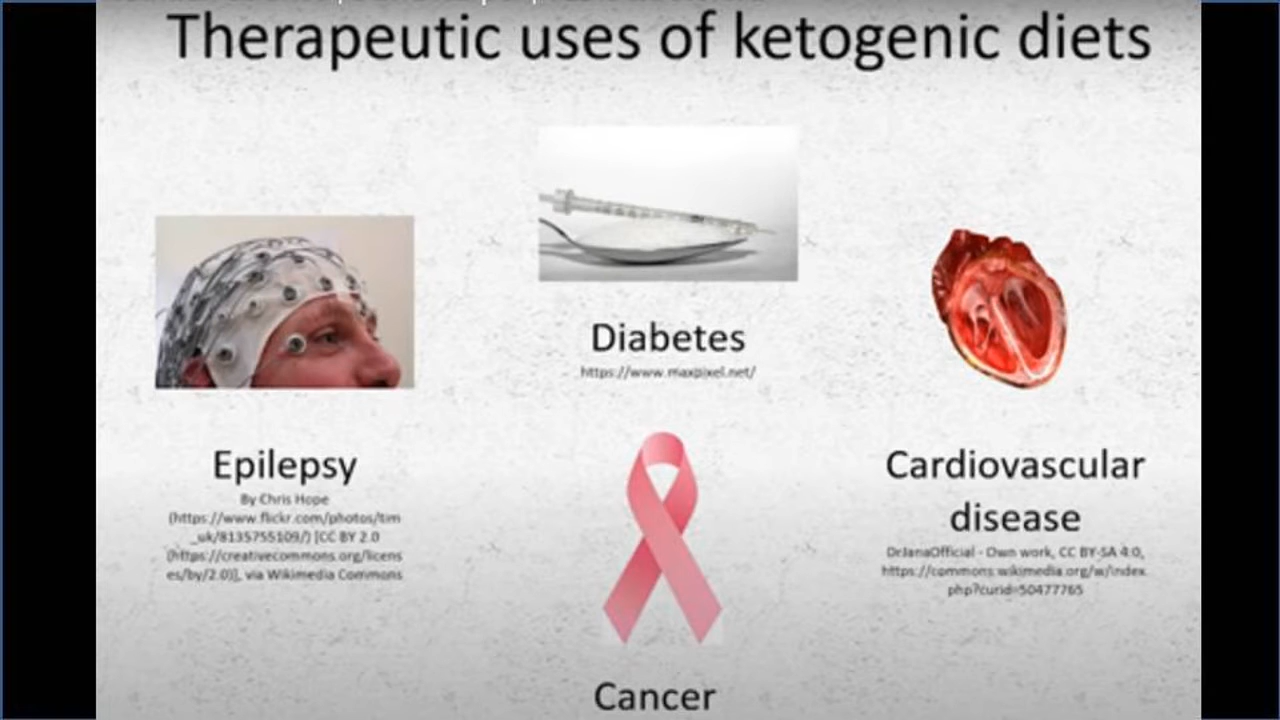 Therapeutic uses of ketogenic diets
Diabetes
https://www.maxpixel.net/
Epilepsy
By Chris Hope
(https://www.flickr.com/photos/tim
_uk/8135755109/) [CC BY 2.0
(https://creativecommons.org/licens
es/by/2.0)], via Wikimedia Commons
Cardiovascular
disease
DrJanaOfficial - Own work, CC BY-SA 4.0,
https://commons.wikimedia.org/w/index.
php?curid=50477765
Cancer